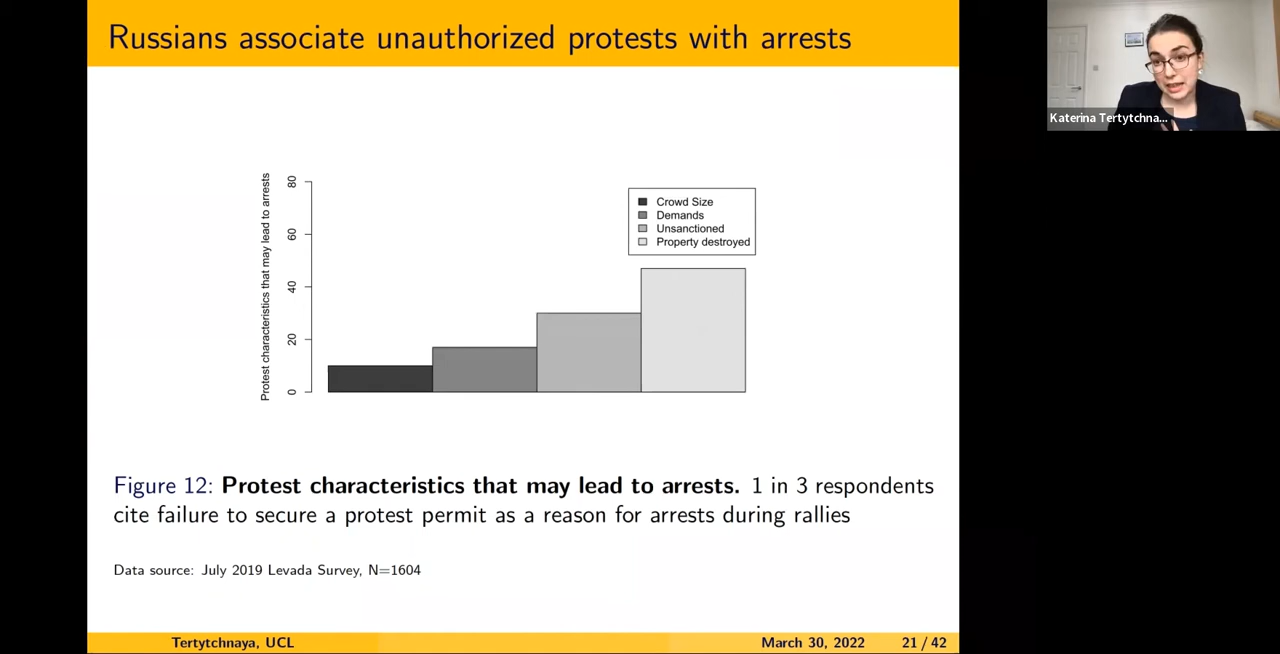 Russians associate unauthorized protests with arrests
Katerina Tertytchna...
Protest characteristics that may lead to arrests
80
60
40
20
0
Crowd Size
Demands
Unsanctioned
Property destroyed
Figure 12: Protest characteristics that may lead to arrests. 1 in 3 respondents
cite failure to secure a protest permit as a reason for arrests during rallies
Data source: July 2019 Levada Survey, N=1604
Tertytchnaya, UCL
March 30, 2022
21 / 42